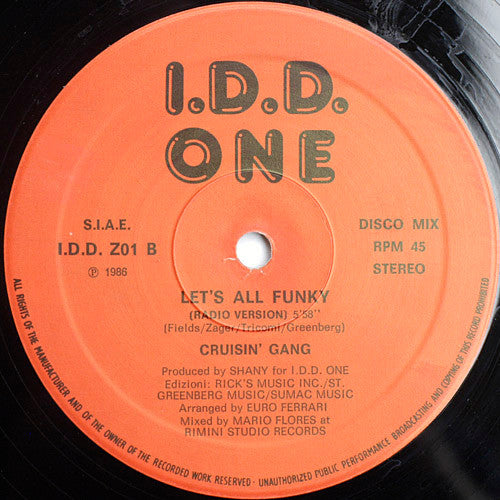 I.D.D.
ONE
S.I.A.E.
I.D.D. Z01 B
℗ 1986
DISCO MIX
RPM 45
STEREO
LET'S ALL FUNKY
(RADIO VERSION) 5'58''
(Fields/Zager/Tricomi/Greenberg)
CRUISIN' GANG
Produced by SHANY for I.D.D. ONE
Edizioni: RICK'S MUSIC INC./ST.
GREENBERG MUSIC/SUMAC MUSIC
Arranged by EURO FERRARI
Mixed by MARIO FLORES at
RIMINI STUDIO RECORDS
ALL RIGHTS OF THE MANUFACTURER AND OF THE OWNER OF THE RECORDED WORK RESERVED - UNAUTHORIZED PUBLIC PERFORMANCE BROADCASTING AND COPYING OF THIS RECORD PROHIBITED